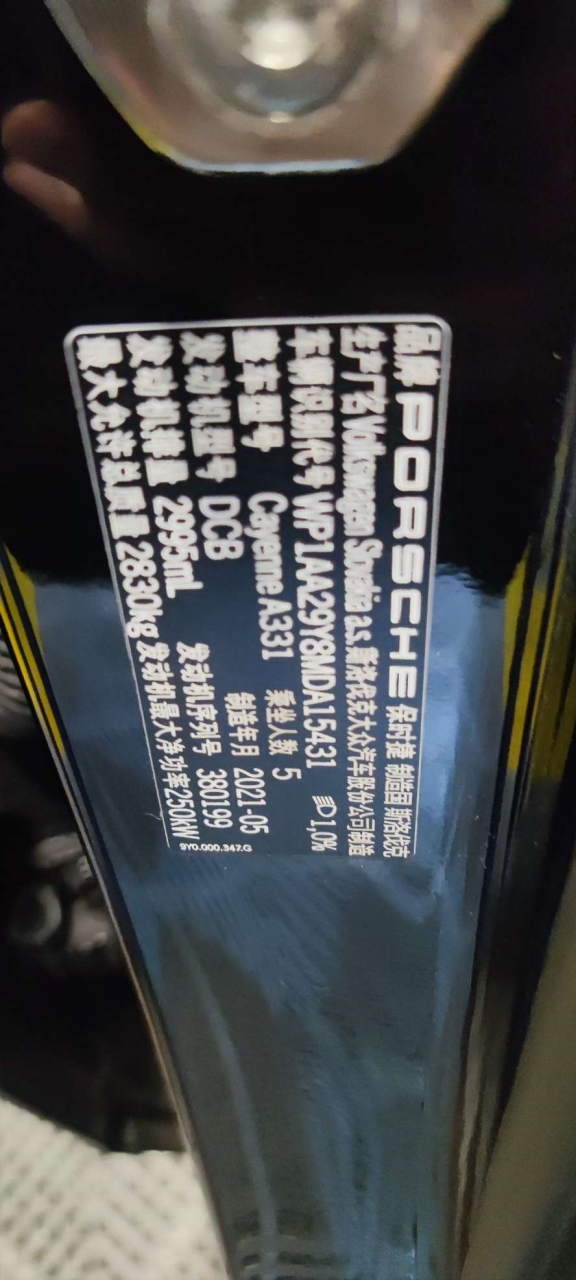 品牌 PORSCHE 保时捷 制造国 斯洛伐克
生产厂名 Volkswagen Slovakia a.s. 斯洛伐克大众汽车股份公司制造
车辆识别代号 WP1AA29Y8MDA15431 1,0%
整车型号 Cayenne A331 乘坐人数 5
发动机型号 DCB 制造年月 2021-05
发动机排量 2995mL 发动机序列号 380199
最大允许总质量 2830kg 发动机最大净功率 250kW
9Y0.000.347.G